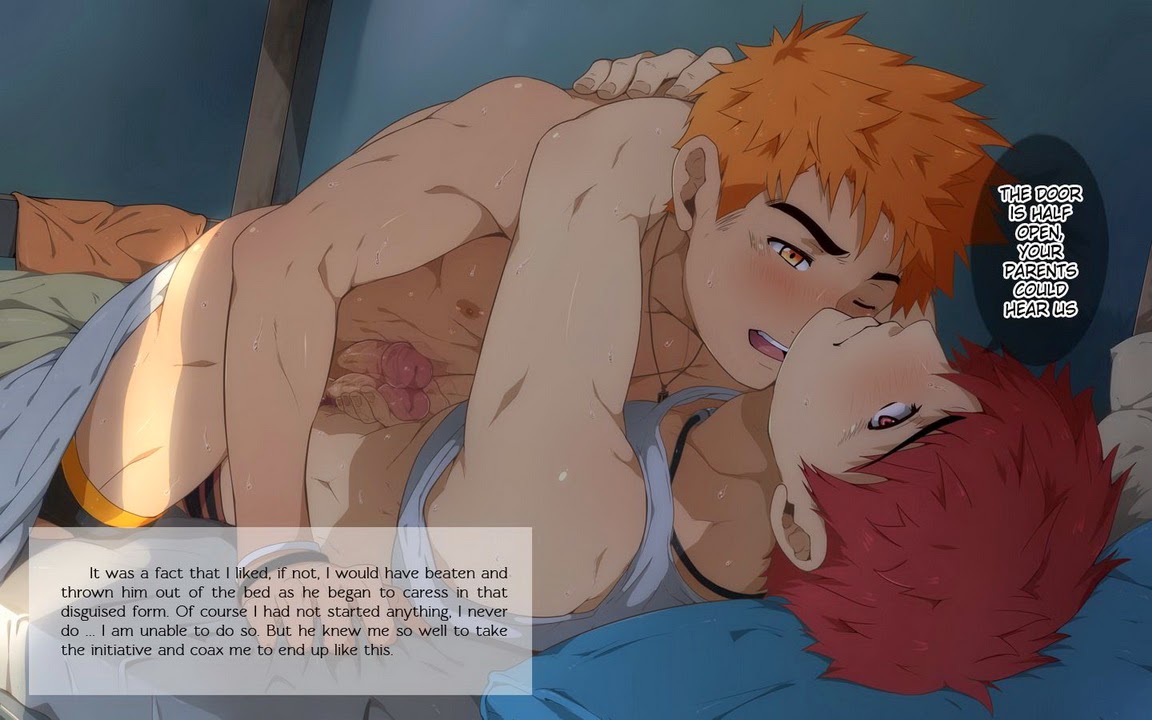 THE DOOR
IS HALF
OPEN,
YOUR
PARENTS
COULD
HEAR US
It was a fact that I liked, if not, I would have beaten and
thrown him out of the bed as he began to caress in that
disguised form. Of course I had not started anything, I never
do ... I am unable to do so. But he knew me so well to take
the initiative and coax me to end up like this.